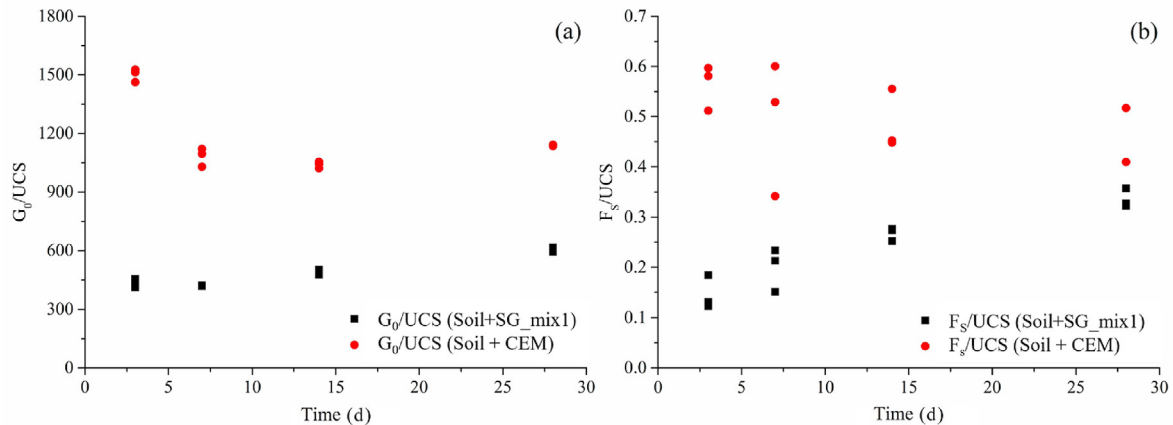 (a)
G₀/UCS
1800
1500
1200
900
600
300
0
0 5 10 15 20 25 30
Time (d)
G₀/UCS (Soil+SG_mix1)
G₀/UCS (Soil + CEM)
(b)
Fₛ/UCS
0.7
0.6
0.5
0.4
0.3
0.2
0.1
0.0
0 5 10 15 20 25 30
Time (d)
Fₛ/UCS (Soil+SG_mix1)
Fₛ/UCS (Soil + CEM)